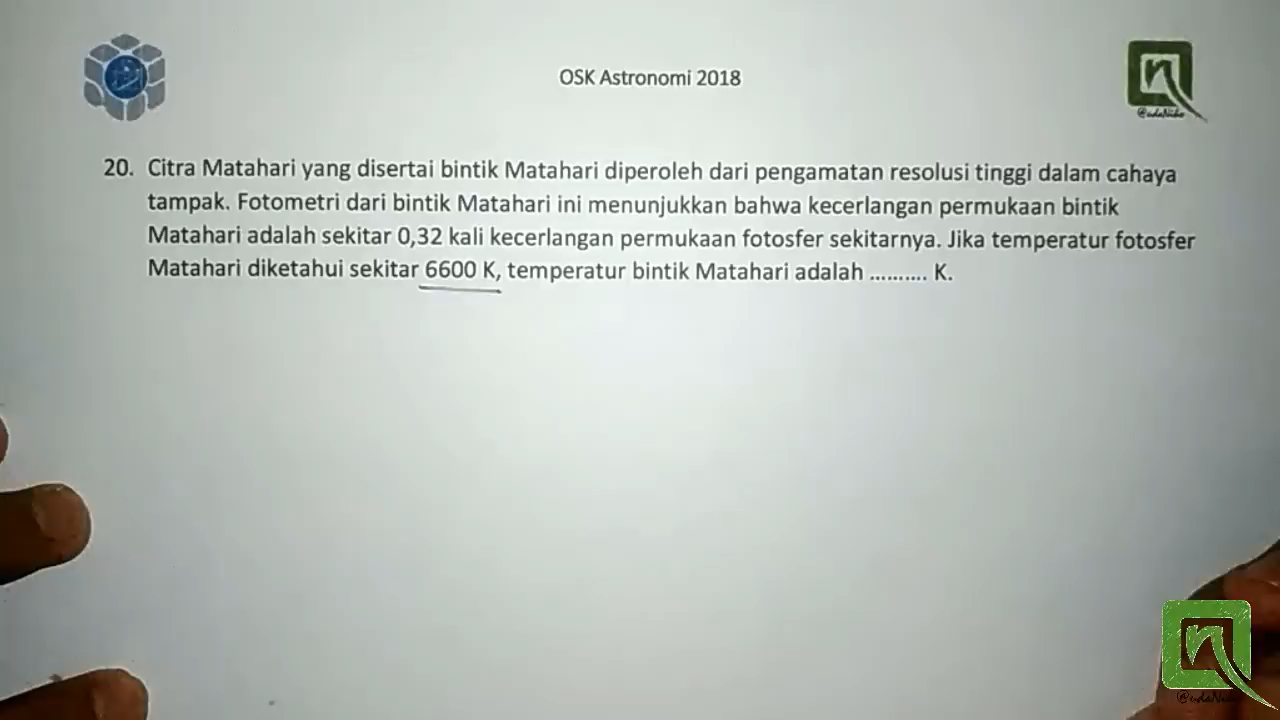 OSK Astronomi 2018
@udaNicko
20. Citra Matahari yang disertai bintik Matahari diperoleh dari pengamatan resolusi tinggi dalam cahaya
tampak. Fotometri dari bintik Matahari ini menunjukkan bahwa kecerlangan permukaan bintik
Matahari adalah sekitar 0,32 kali kecerlangan permukaan fotosfer sekitarnya. Jika temperatur fotosfer
Matahari diketahui sekitar 6600 K, temperatur bintik Matahari adalah .......... K.